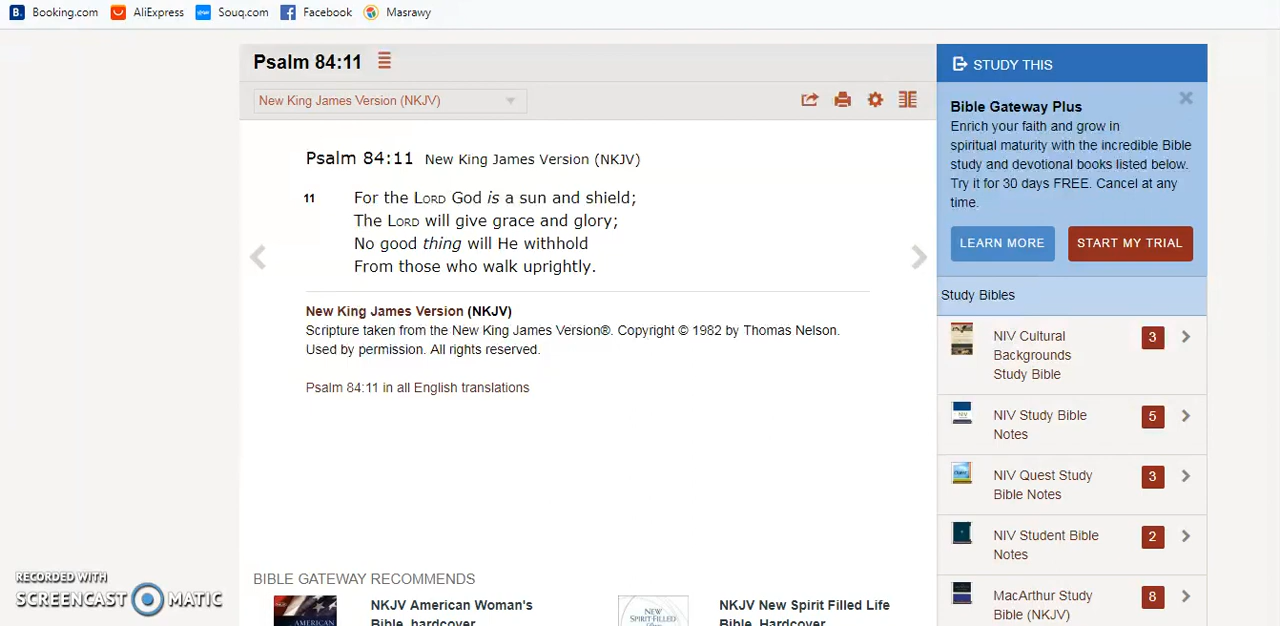 B. Booking.com AliExpress Souq.com Facebook Masrawy
Psalm 84:11
New King James Version (NKJV)
Psalm 84:11 New King James Version (NKJV)
11 For the LORD God is a sun and shield;
The LORD will give grace and glory;
No good thing will He withhold
From those who walk uprightly.
New King James Version (NKJV)
Scripture taken from the New King James Version®. Copyright © 1982 by Thomas Nelson.
Used by permission. All rights reserved.
Psalm 84:11 in all English translations
BIBLE GATEWAY RECOMMENDS
AMERICAN
NKJV American Woman's
Bible, hardcover
NEW
SPIRIT FILLED
NKJV New Spirit Filled Life
Bible, Hardcover
STUDY THIS
Bible Gateway Plus
Enrich your faith and grow in
spiritual maturity with the incredible Bible
study and devotional books listed below.
Try it for 30 days FREE. Cancel at any
time.
LEARN MORE START MY TRIAL
Study Bibles
NIV Cultural
Backgrounds
Study Bible
3
NIV Study Bible
Notes
5
NIV Quest Study
Bible Notes
3
NIV Student Bible
Notes
2
MacArthur Study
Bible (NKJV)
8
RECORDED WITH
SCREENCAST MATIC